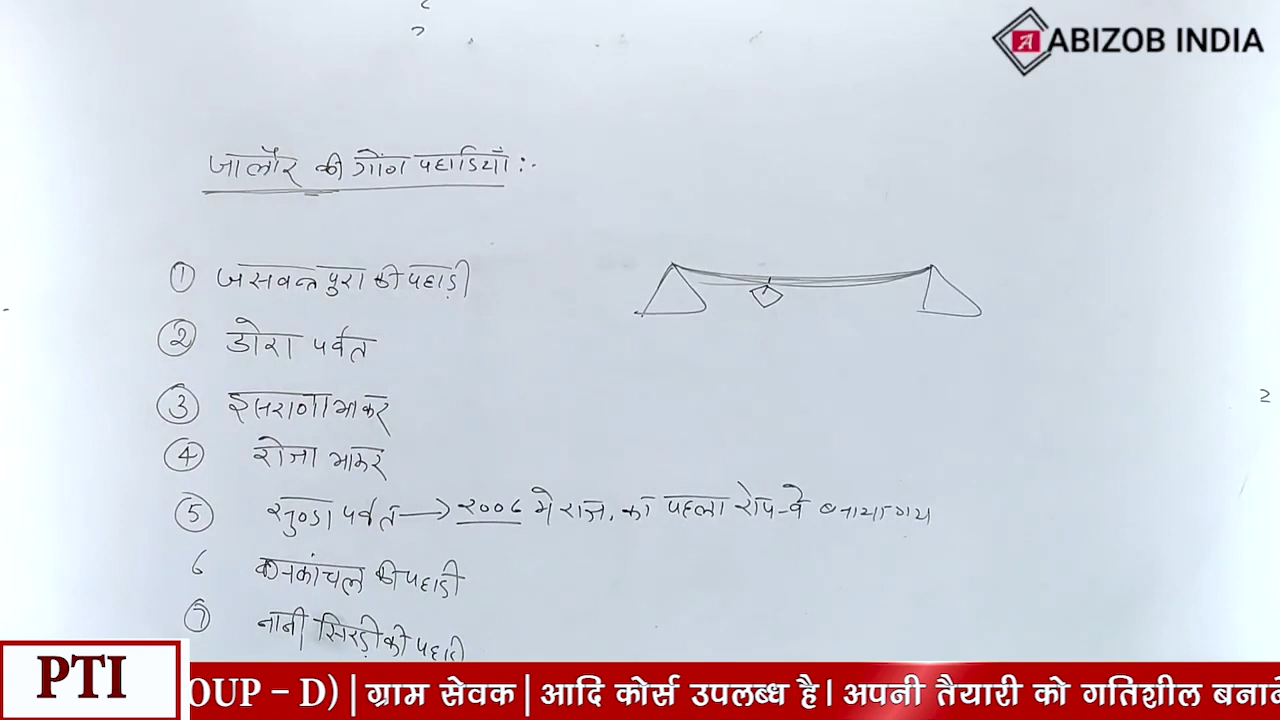 ABIZOB INDIA
जालौर की गौंग पहाडियाँ :-
① जसवन्तपुरा की पहाड़ी
② डोरा पर्वत
③ इसराना भाकर
④ रोजा भाकर
⑤ सुण्डा पर्वत → २००६ मे राज. का पहला रोप-वे बनाया गया
6 कनकांचल की पहाडी
⑦ नानी सिरड़ी की पहाडी
PTI
OUP – D) | ग्राम सेवक | आदि कोर्स उपलब्ध है। अपनी तैयारी को गतिशील बनाने